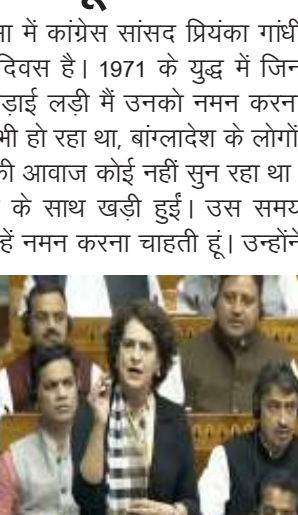 में कांग्रेस सांसद प्रियंका गांधी
दिवस है। 1971 के युद्ध में जिन
लड़ी मैं उनको नमन करना
भी हो रहा था, बांग्लादेश के लोगों
आवाज कोई नहीं सुन रहा था
के साथ खड़ी हुईं। उस समय
नमन करना चाहती हूं। उन्होंने